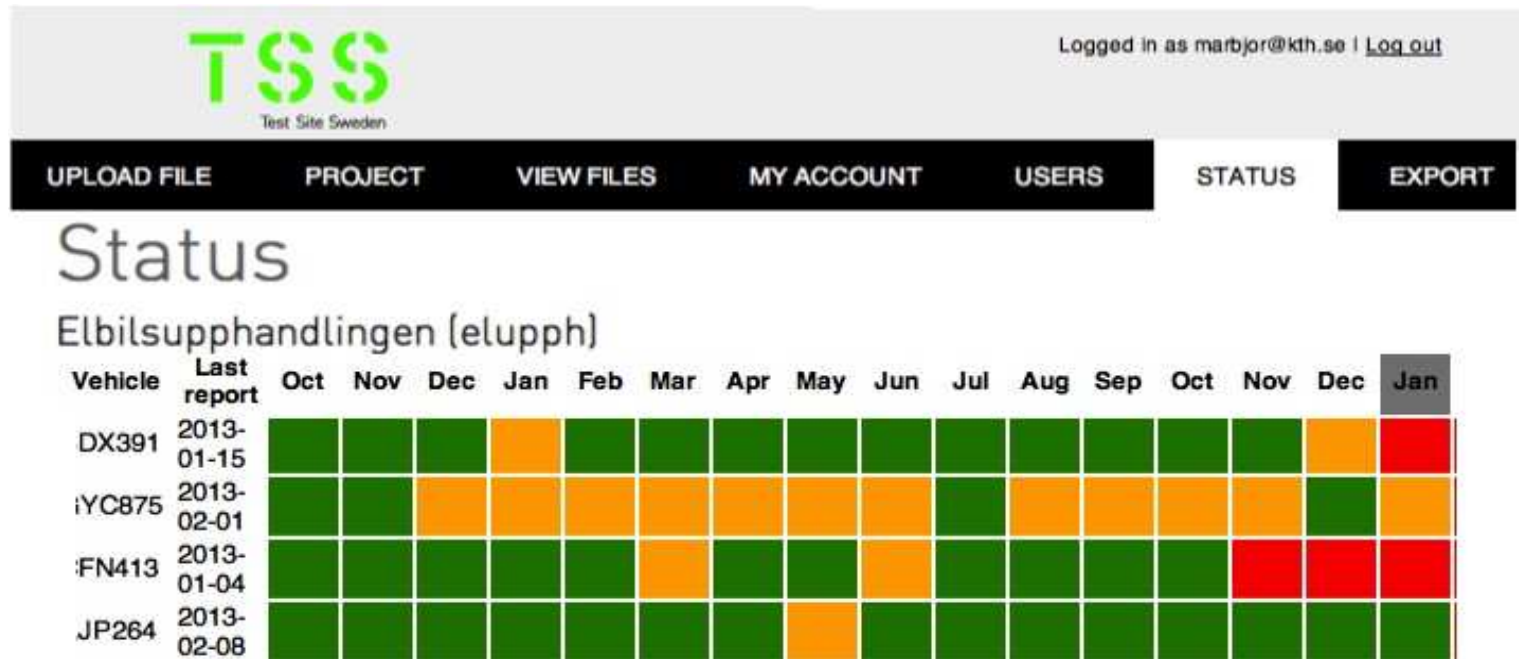 TSS
Test Site Sweden
Logged in as marbjor@kth.se | Log out
UPLOAD FILE PROJECT VIEW FILES MY ACCOUNT USERS STATUS EXPORT
Status
Elbilsupphandlingen (elupph)
Vehicle Last report Oct Nov Dec Jan Feb Mar Apr May Jun Jul Aug Sep Oct Nov Dec Jan
DX391 2013-01-15
YC875 2013-02-01
FN413 2013-01-04
JP264 2013-02-08